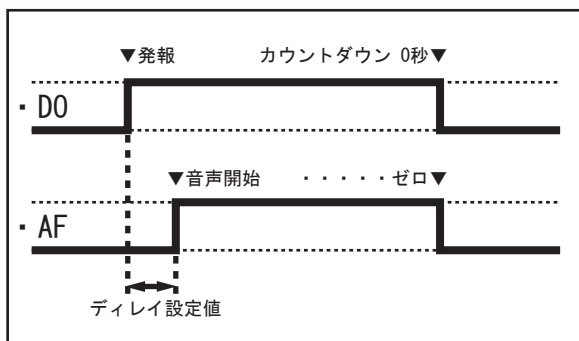 ▼発報 カウントダウン 0秒▼
・DO
▼音声開始 ・・・・・ゼロ▼
・AF
ディレイ設定値